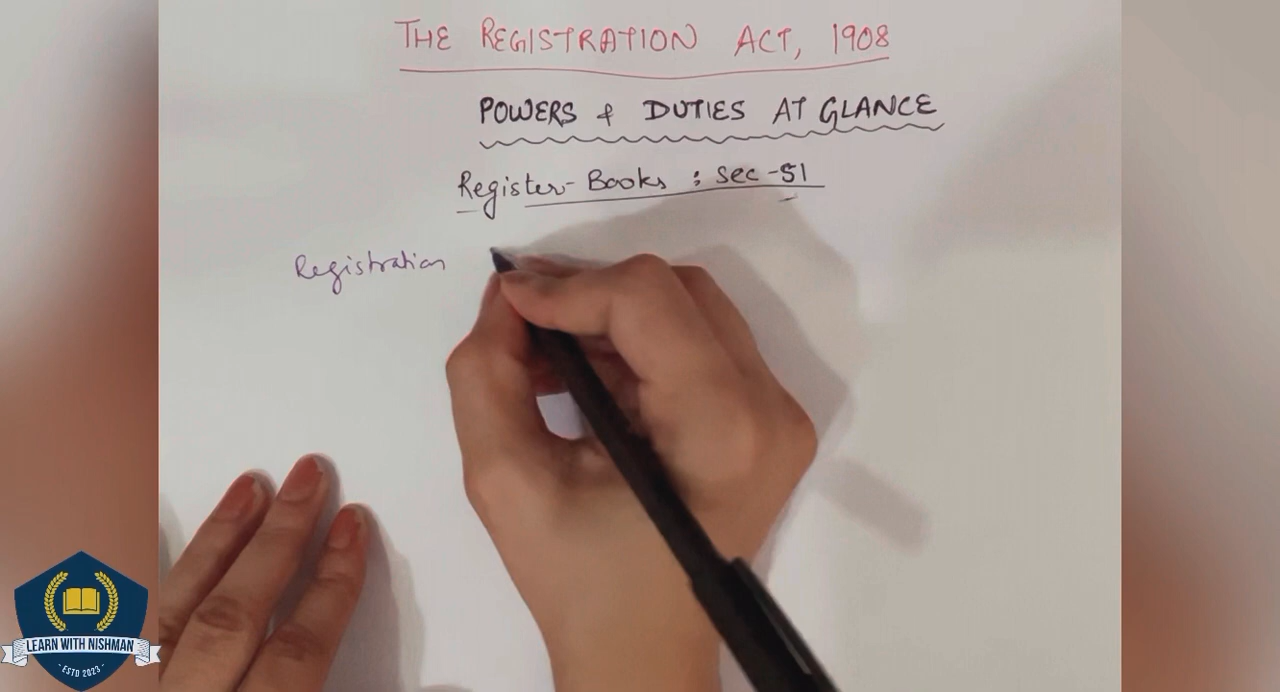 THE REGISTRATION ACT, 1908
POWERS & DUTIES AT GLANCE
Register-Books : Sec-51
Registration
LEARN WITH NISHMAN
- ESTD 2023 -